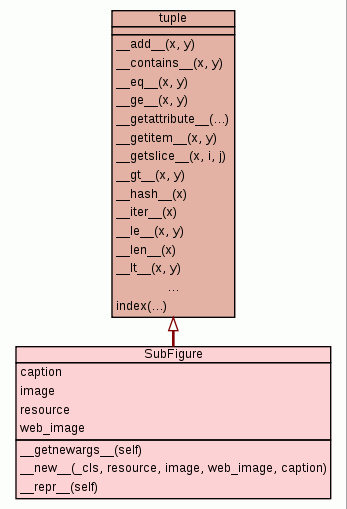 tuple
__add__(x, y)
__contains__(x, y)
__eq__(x, y)
__ge__(x, y)
__getattribute__(...)
__getitem__(x, y)
__getslice__(x, i, j)
__gt__(x, y)
__hash__(x)
__iter__(x)
__le__(x, y)
__len__(x)
__lt__(x, y)
...
index(...)
SubFigure
caption
image
resource
web_image
__getnewargs__(self)
__new__(_cls, resource, image, web_image, caption)
__repr__(self)